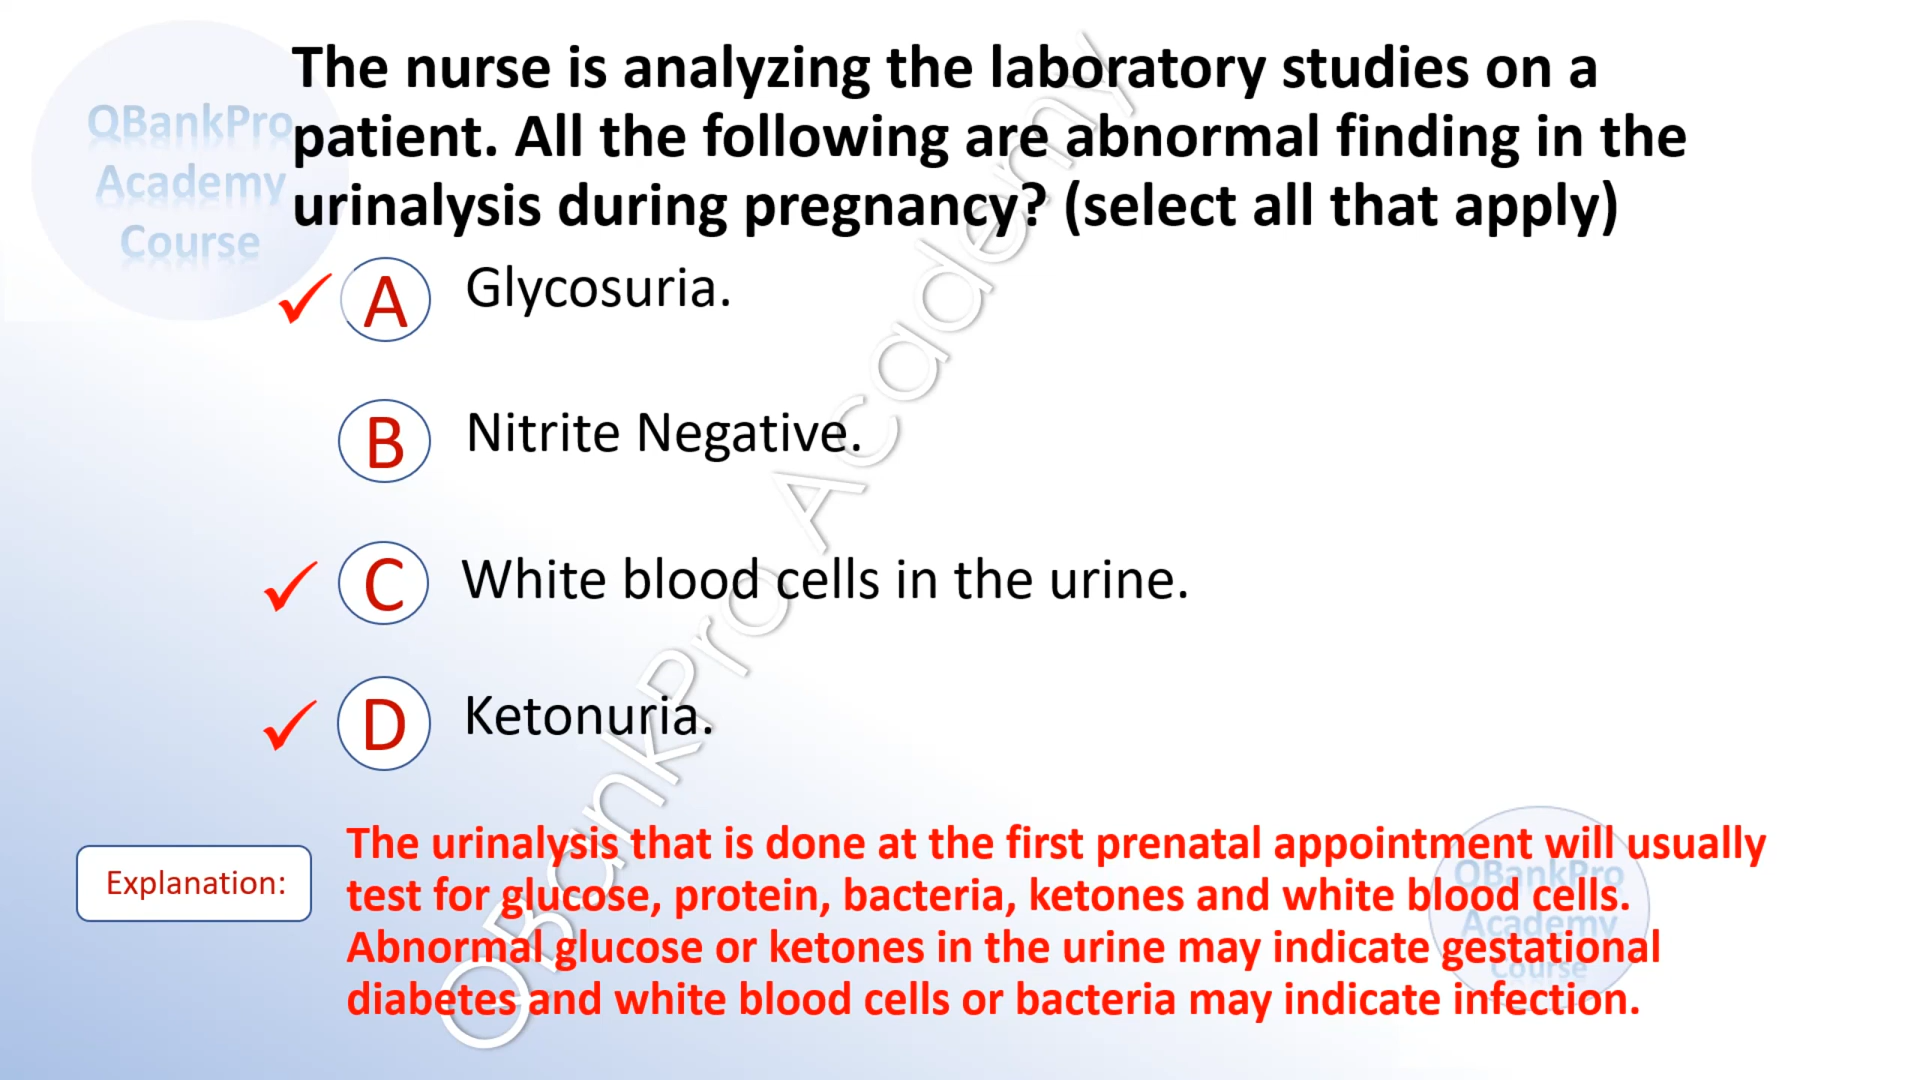 The nurse is analyzing the laboratory studies on a
patient. All the following are abnormal finding in the
urinalysis during pregnancy? (select all that apply)
QBankPro
Academy
Course
A Glycosuria.
B Nitrite Negative.
C White blood cells in the urine.
D Ketonuria.
Explanation:
The urinalysis that is done at the first prenatal appointment will usually
test for glucose, protein, bacteria, ketones and white blood cells.
Abnormal glucose or ketones in the urine may indicate gestational
diabetes and white blood cells or bacteria may indicate infection.
QBankPro
Academy
Course
QBankPro Academy